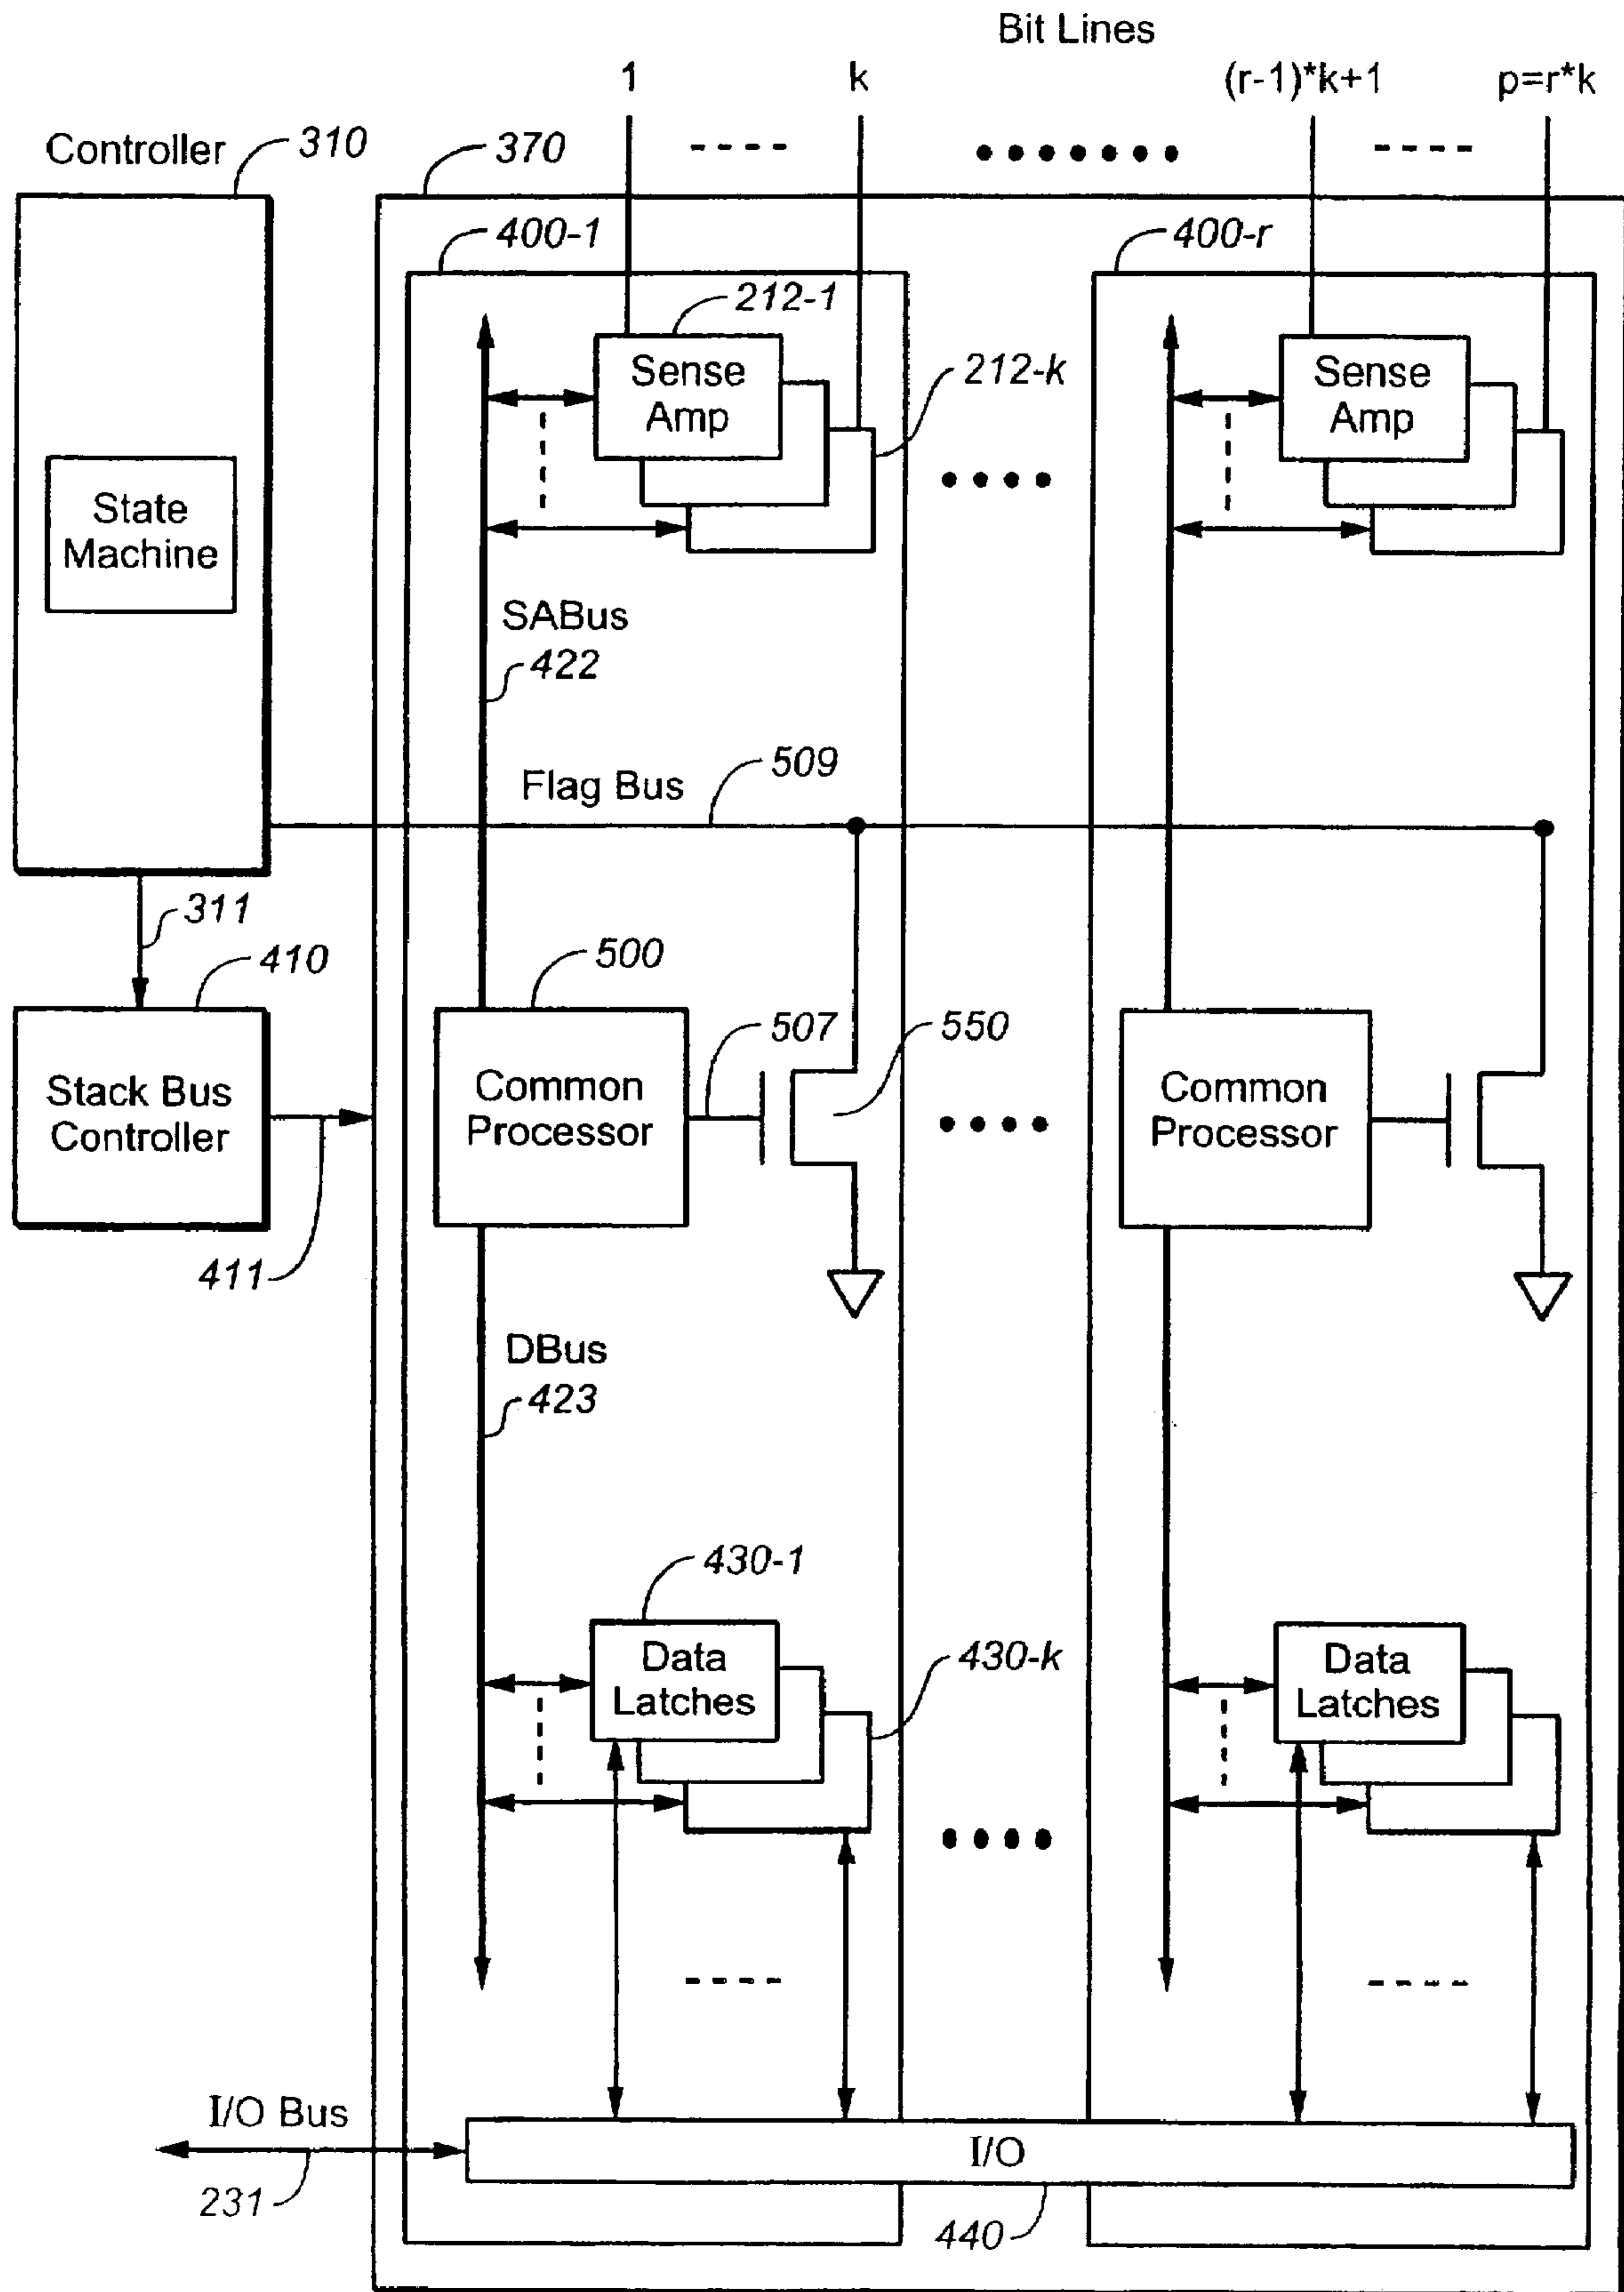 Bit Lines
1
k
(r-1)*k+1
p=r*k
Controller
310
370
400-1
400-r
212-1
Sense
Amp
212-k
Sense
Amp
State
Machine
SABus
422
Flag Bus
509
311
410
500
507
550
Stack Bus
Controller
Common
Processor
Common
Processor
411
DBus
423
430-1
Data
Latches
430-k
Data
Latches
I/O Bus
I/O
231
440